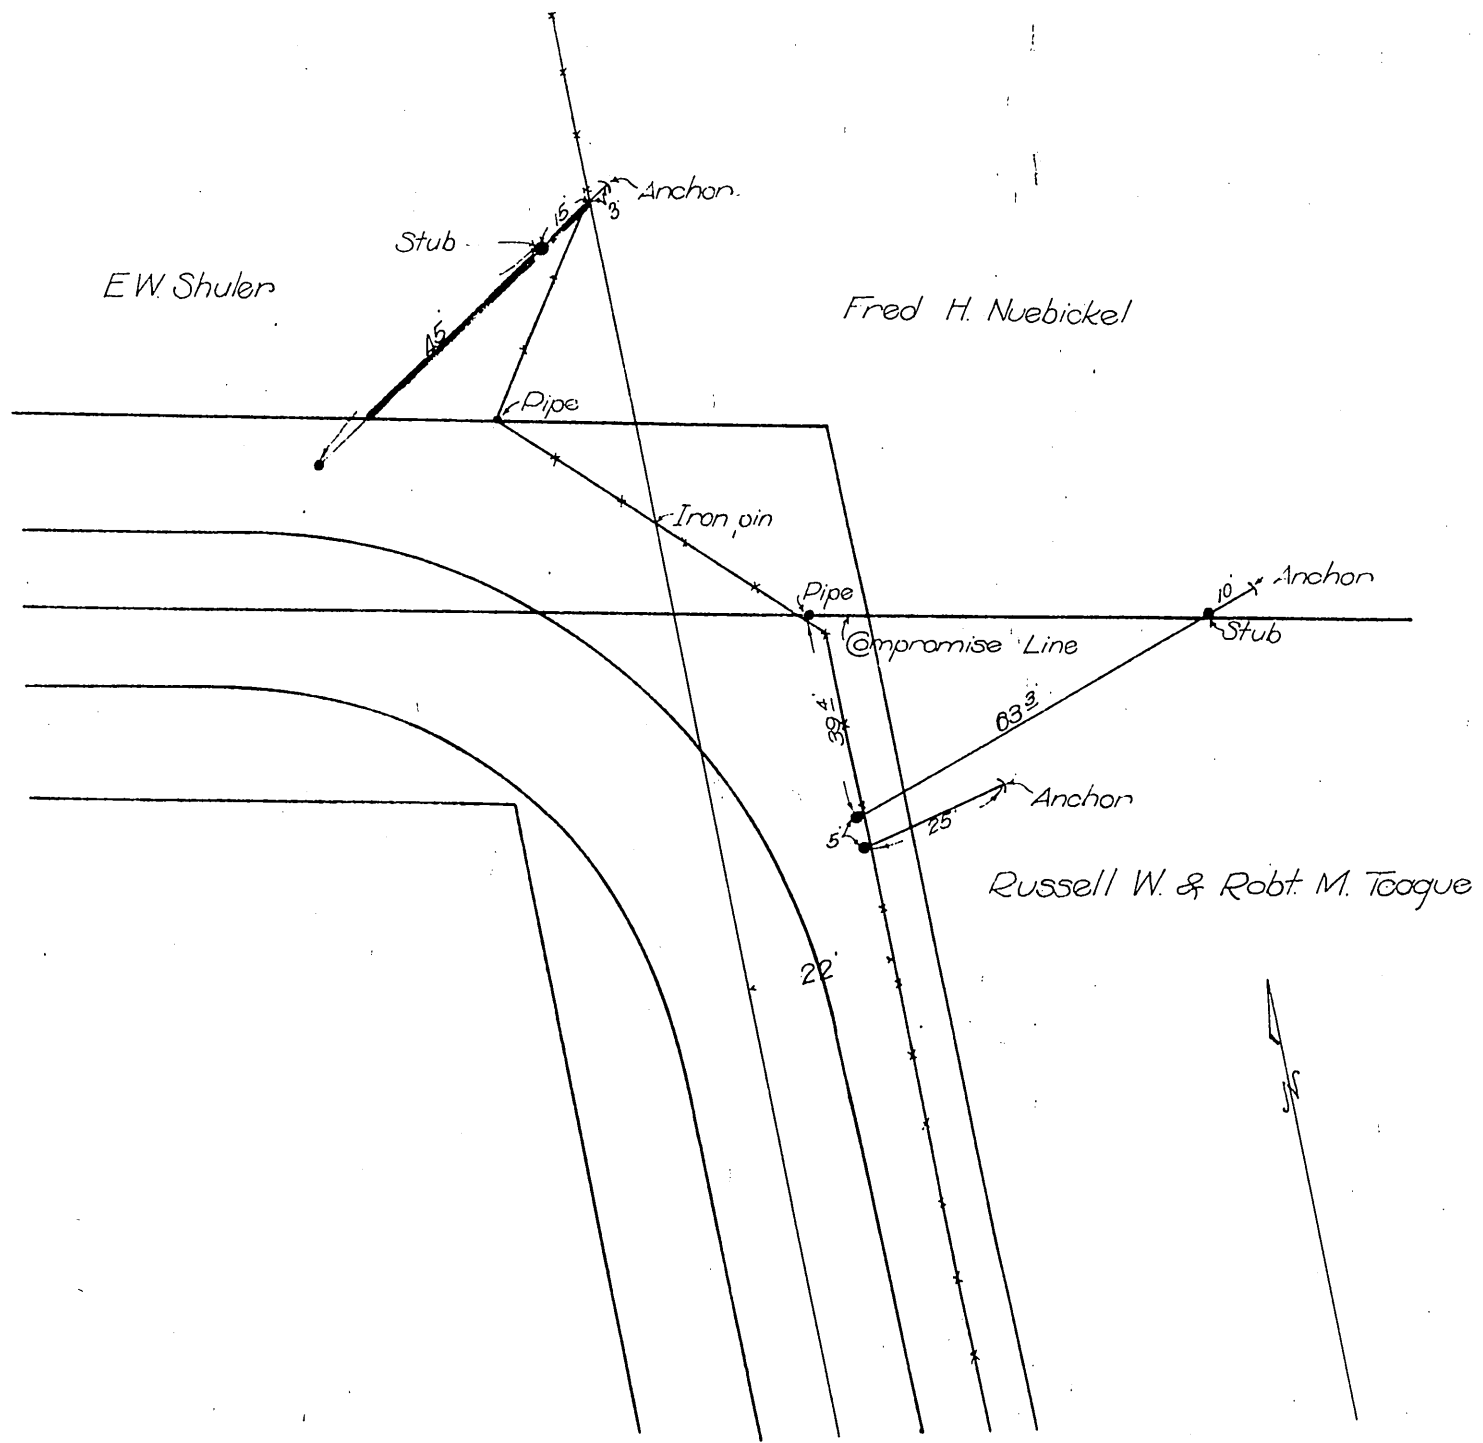 Anchor.
15'
3'
Stub
E.W. Shuler
Fred H. Nuebickel
45'
Pipe
Iron pin
Pipe
10'
Anchor
Stub
Compromise Line
39 4'
83 3'
Anchor
5'
25'
Russell W. & Robt. M. Teague
22'
N